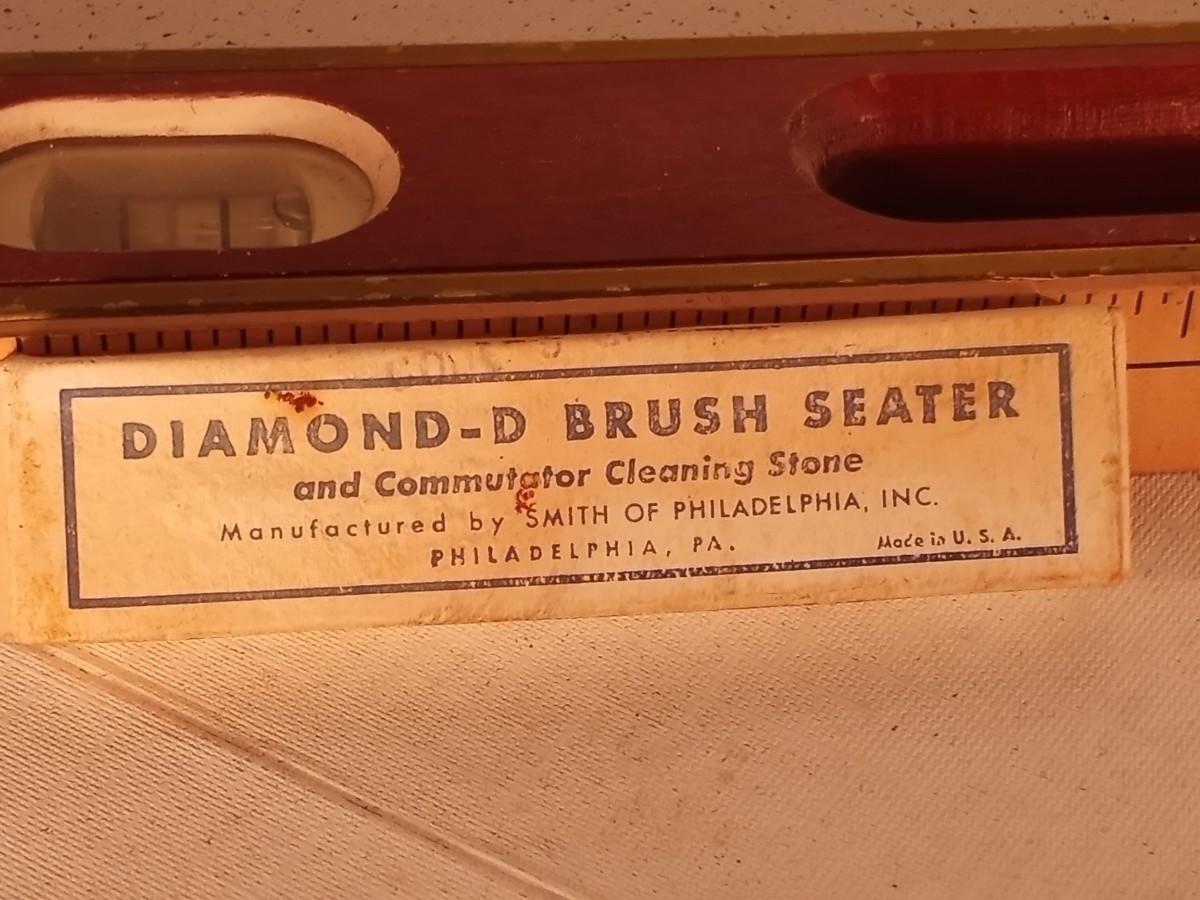 DIAMOND-D BRUSH SEATER
and Commutator Cleaning Stone
Manufactured by SMITH OF PHILADELPHIA, INC.
PHILADELPHIA, PA.
Made in U. S. A.